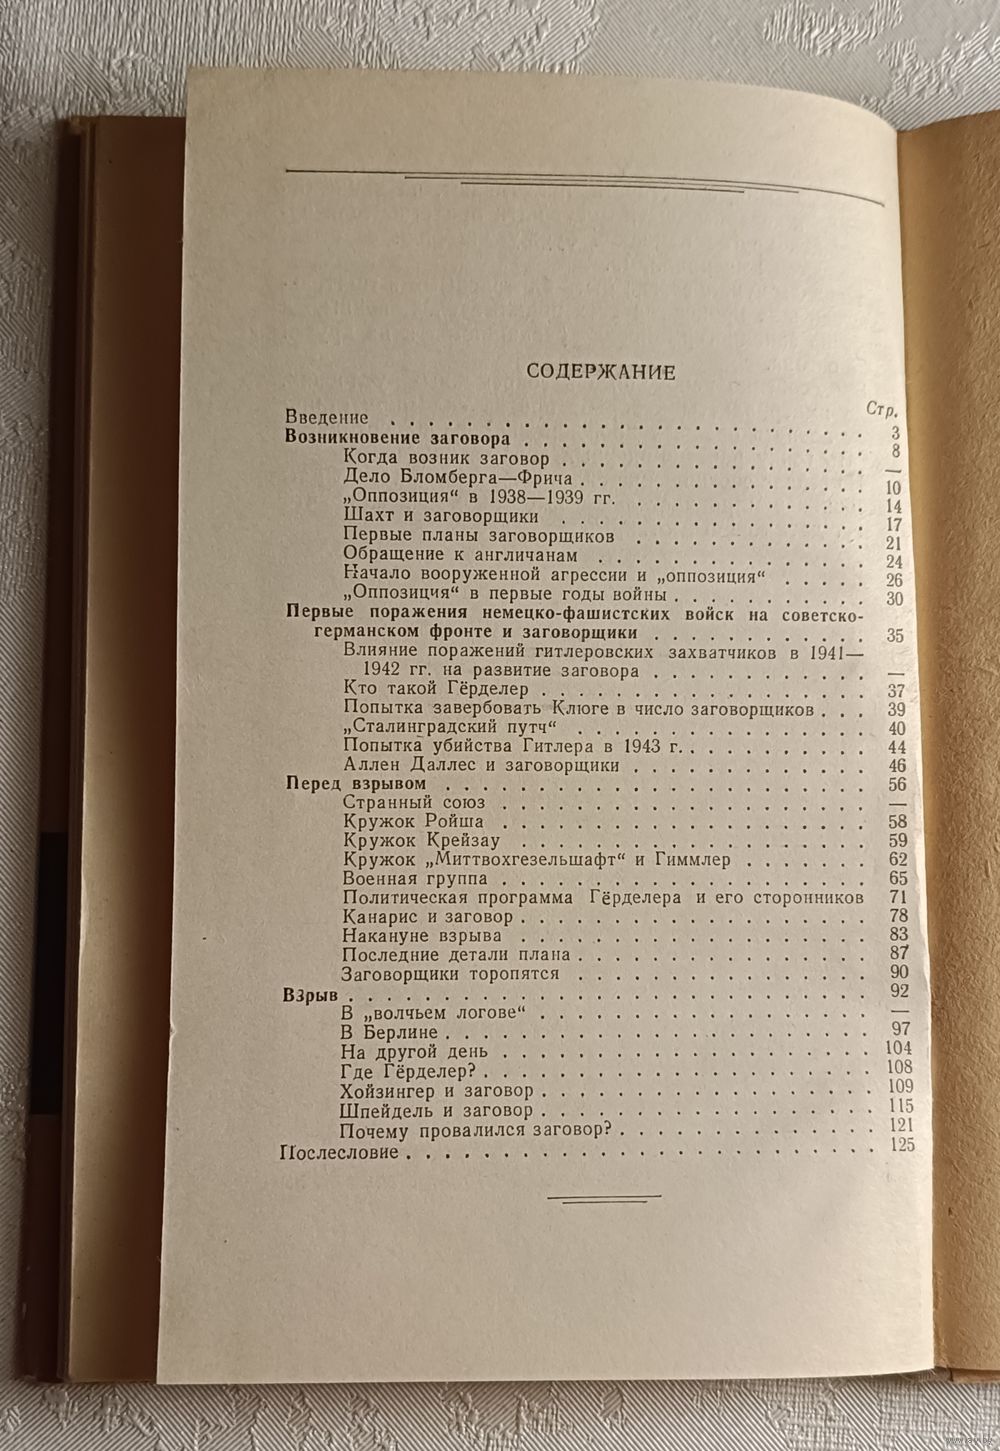 СОДЕРЖАНИЕ
Стр.
Введение . . . . . . . . . . . . . . . . . . . . 3
Возникновение заговора . . . . . . . . . . . . . . 8
Когда возник заговор . . . . . . . . . . . . . . —
Дело Бломберга—Фрича . . . . . . . . . . . . . . 10
„Оппозиция“ в 1938—1939 гг. . . . . . . . . . . . . 14
Шахт и заговорщики . . . . . . . . . . . . . . 17
Первые планы заговорщиков . . . . . . . . . . . . 21
Обращение к англичанам . . . . . . . . . . . . . 24
Начало вооруженной агрессии и „оппозиция“ . . . . . 26
„Оппозиция“ в первые годы войны . . . . . . . . . . 30
Первые поражения немецко-фашистских войск на советско-
германском фронте и заговорщики . . . . . . . . . . . 35
Влияние поражений гитлеровских захватчиков в 1941—
1942 гг. на развитие заговора . . . . . . . . . . . —
Кто такой Гёрделер . . . . . . . . . . . . . . . 37
Попытка завербовать Клюге в число заговорщиков . . . 39
„Сталинградский путч“ . . . . . . . . . . . . . . 40
Попытка убийства Гитлера в 1943 г. . . . . . . . . . 44
Аллен Даллес и заговорщики . . . . . . . . . . . . 46
Перед взрывом . . . . . . . . . . . . . . . . . . 56
Странный союз . . . . . . . . . . . . . . . . . —
Кружок Ройша . . . . . . . . . . . . . . . . . 58
Кружок Крейзау . . . . . . . . . . . . . . . . 59
Кружок „Миттвохгезельшафт“ и Гиммлер . . . . . . . 62
Военная группа . . . . . . . . . . . . . . . . . 65
Политическая программа Гёрделера и его сторонников 71
Канарис и заговор . . . . . . . . . . . . . . . . 78
Накануне взрыва . . . . . . . . . . . . . . . . 83
Последние детали плана . . . . . . . . . . . . . . 87
Заговорщики торопятся . . . . . . . . . . . . . . 90
Взрыв . . . . . . . . . . . . . . . . . . . . . . 92
В „волчьем логове“ . . . . . . . . . . . . . . . —
В Берлине . . . . . . . . . . . . . . . . . . . 97
На другой день . . . . . . . . . . . . . . . . . 104
Где Гёрделер? . . . . . . . . . . . . . . . . . . 108
Хойзингер и заговор . . . . . . . . . . . . . . . 109
Шпейдель и заговор . . . . . . . . . . . . . . . 115
Почему провалился заговор? . . . . . . . . . . . . 121
Послесловие . . . . . . . . . . . . . . . . . . . . 125